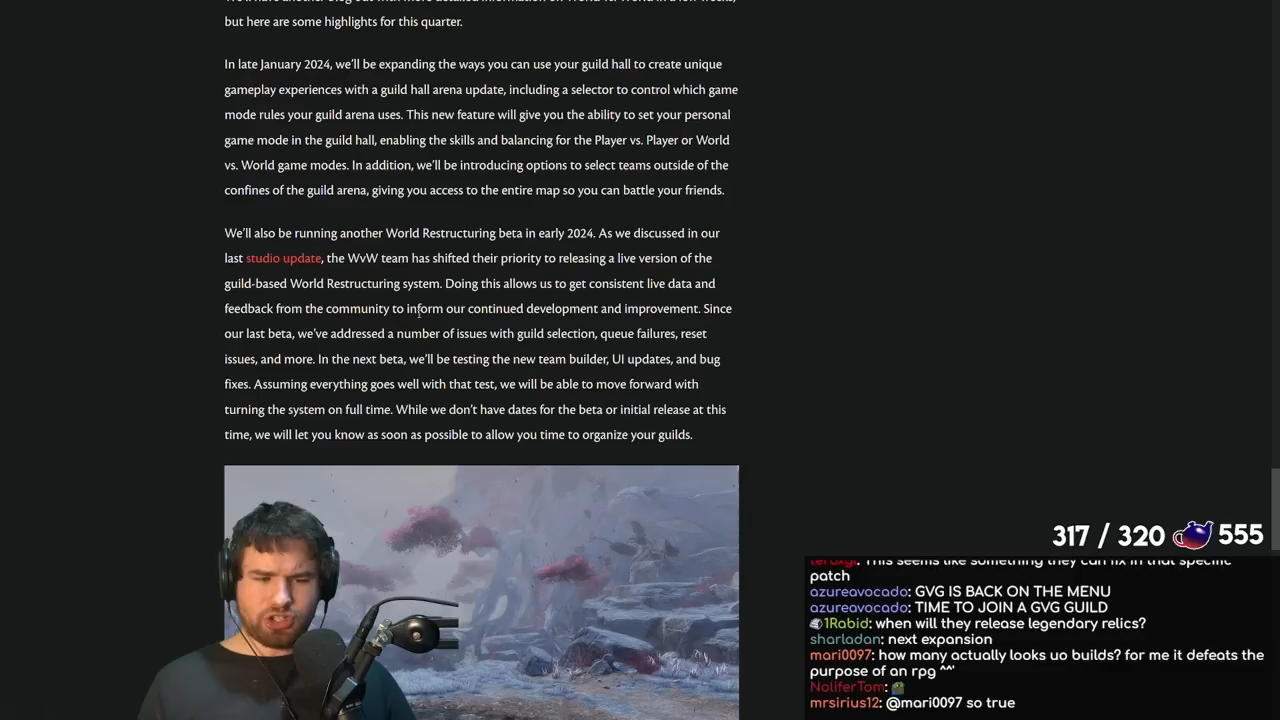 but here are some highlights for this quarter.
In late January 2024, we'll be expanding the ways you can use your guild hall to create unique
gameplay experiences with a guild hall arena update, including a selector to control which game
mode rules your guild arena uses. This new feature will give you the ability to set your personal
game mode in the guild hall, enabling the skills and balancing for the Player vs. Player or World
vs. World game modes. In addition, we'll be introducing options to select teams outside of the
confines of the guild arena, giving you access to the entire map so you can battle your friends.
We'll also be running another World Restructuring beta in early 2024. As we discussed in our
last studio update, the WvW team has shifted their priority to releasing a live version of the
guild-based World Restructuring system. Doing this allows us to get consistent live data and
feedback from the community to inform our continued development and improvement. Since
our last beta, we've addressed a number of issues with guild selection, queue failures, reset
issues, and more. In the next beta, we'll be testing the new team builder, UI updates, and bug
fixes. Assuming everything goes well with that test, we will be able to move forward with
turning the system on full time. While we don't have dates for the beta or initial release at this
time, we will let you know as soon as possible to allow you time to organize your guilds.
317 / 320 555
This seems like something they can fix in that specific
patch
azureavocado: GVG IS BACK ON THE MENU
azureavocado: TIME TO JOIN A GVG GUILD
1Rabid: when will they release legendary relics?
sharladan: next expansion
mari0097: how many actually looks uo builds? for me it defeats the
purpose of an rpg ^^'
NoliferTom:
mrsirius12: @mari0097 so true